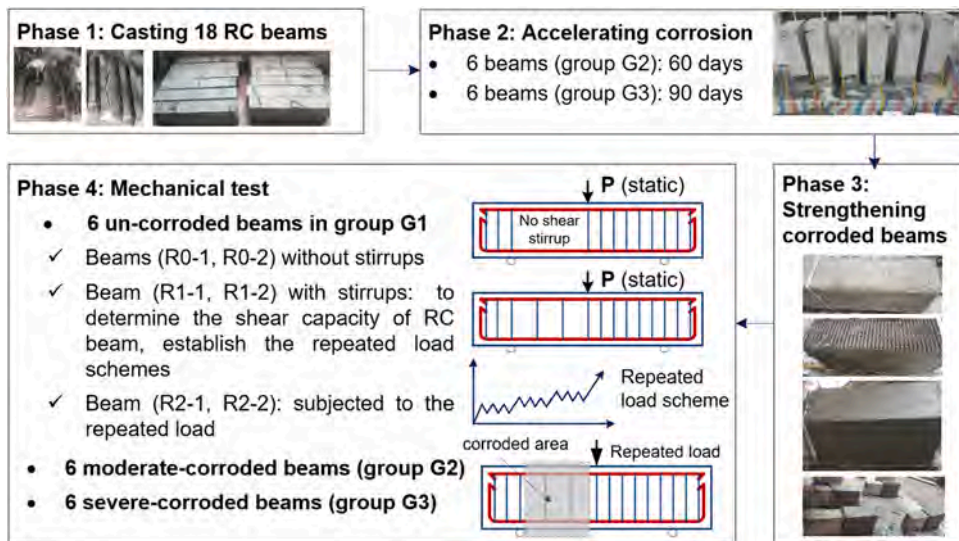 Phase 1: Casting 18 RC beams
Phase 2: Accelerating corrosion
• 6 beams (group G2): 60 days
• 6 beams (group G3): 90 days
Phase 3:
Strengthening
corroded beams
Phase 4: Mechanical test
• 6 un-corroded beams in group G1
✓ Beams (R0-1, R0-2) without stirrups
✓ Beam (R1-1, R1-2) with stirrups: to
determine the shear capacity of RC
beam, establish the repeated load
schemes
✓ Beam (R2-1, R2-2): subjected to the
repeated load
• 6 moderate-corroded beams (group G2)
• 6 severe-corroded beams (group G3)
P (static)
No shear
stirrup
P (static)
Repeated
load scheme
corroded area
Repeated load